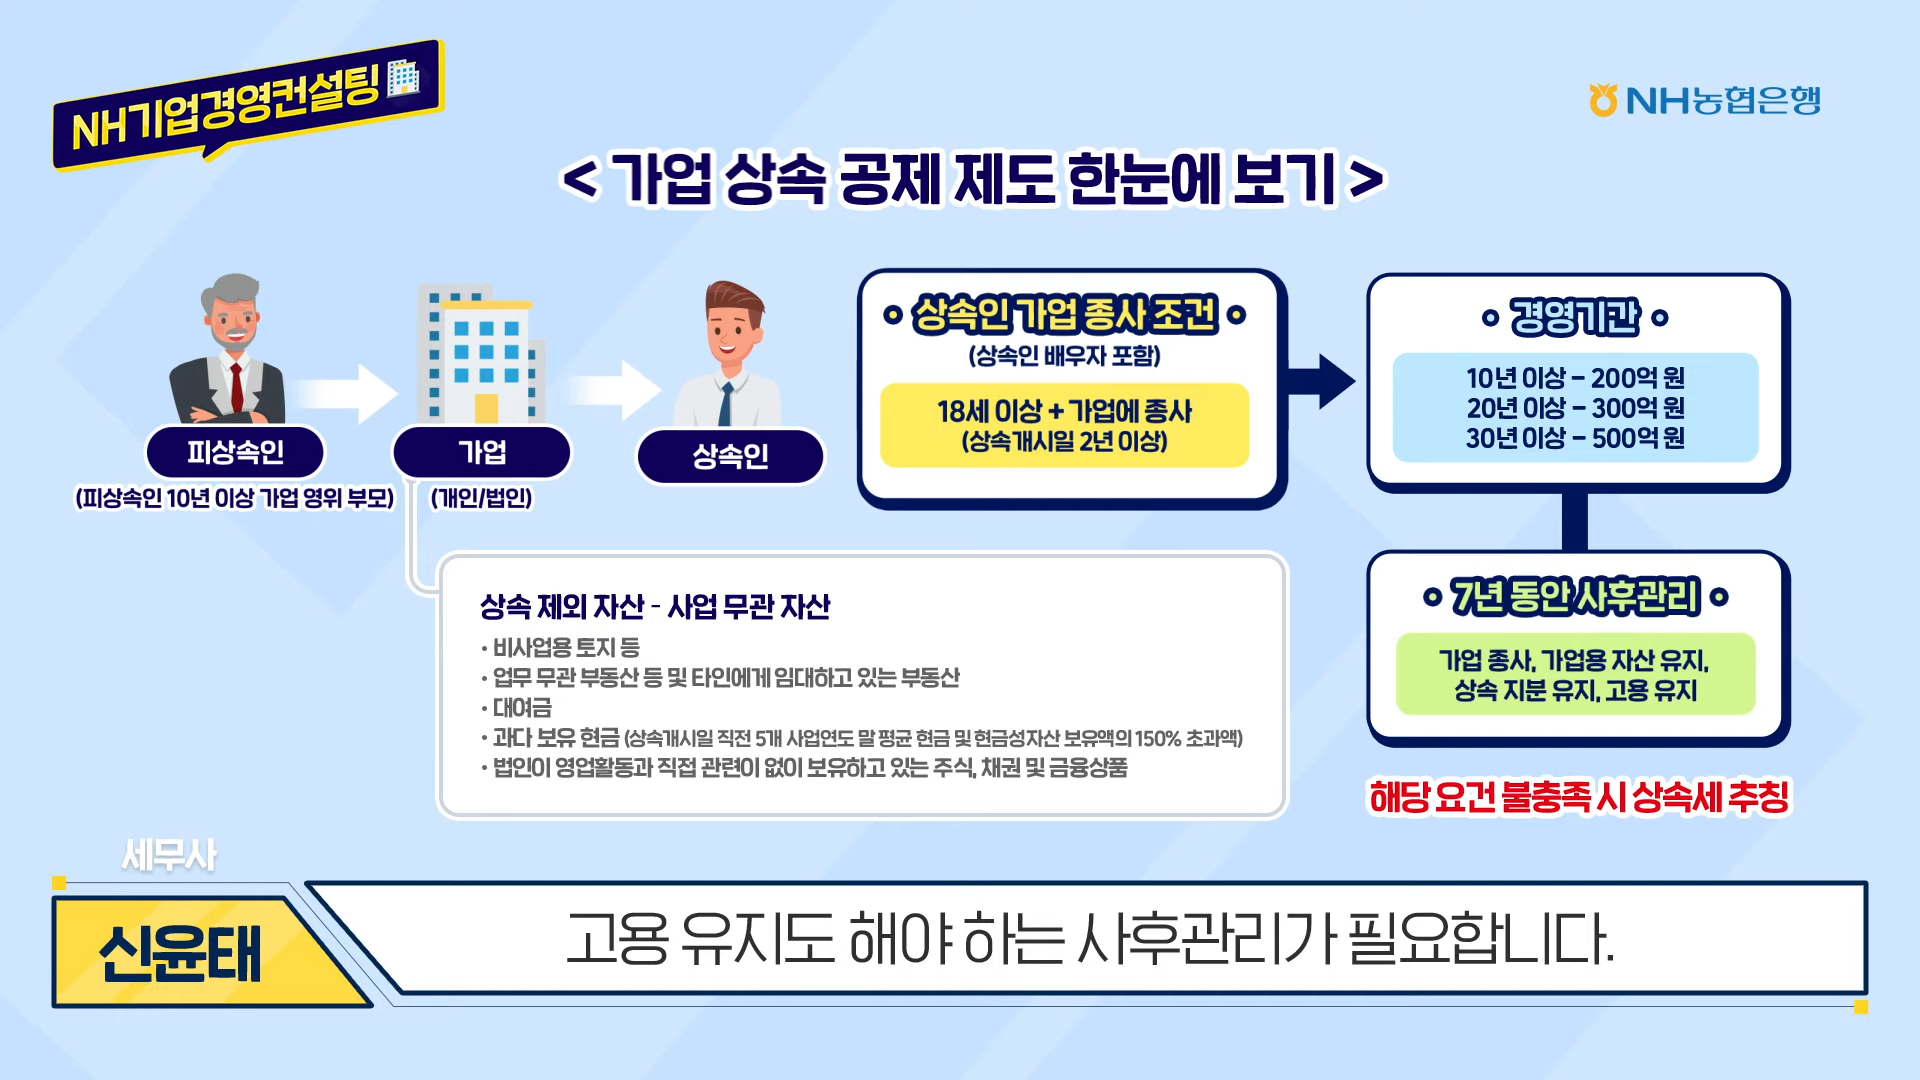 NH기업경영컨설팅
NH농협은행
< 가업 상속 공제 제도 한눈에 보기 >
피상속인
(피상속인 10년 이상 가업 영위 부모)
가업
(개인/법인)
상속인
상속인 가업 종사 조건
(상속인 배우자 포함)
18세 이상 + 가업에 종사
(상속개시일 2년 이상)
경영기간
10년 이상 - 200억 원
20년 이상 - 300억 원
30년 이상 - 500억 원
7년 동안 사후관리
가업 종사, 가업용 자산 유지,
상속 지분 유지, 고용 유지
해당 요건 불충족 시 상속세 추징
상속 제외 자산 - 사업 무관 자산
· 비사업용 토지 등
· 업무 무관 부동산 등 및 타인에게 임대하고 있는 부동산
· 대여금
· 과다 보유 현금 (상속개시일 직전 5개 사업연도 말 평균 현금 및 현금성자산 보유액의 150% 초과액)
· 법인이 영업활동과 직접 관련이 없이 보유하고 있는 주식, 채권 및 금융상품
세무사
신윤태
고용 유지도 해야 하는 사후관리가 필요합니다.